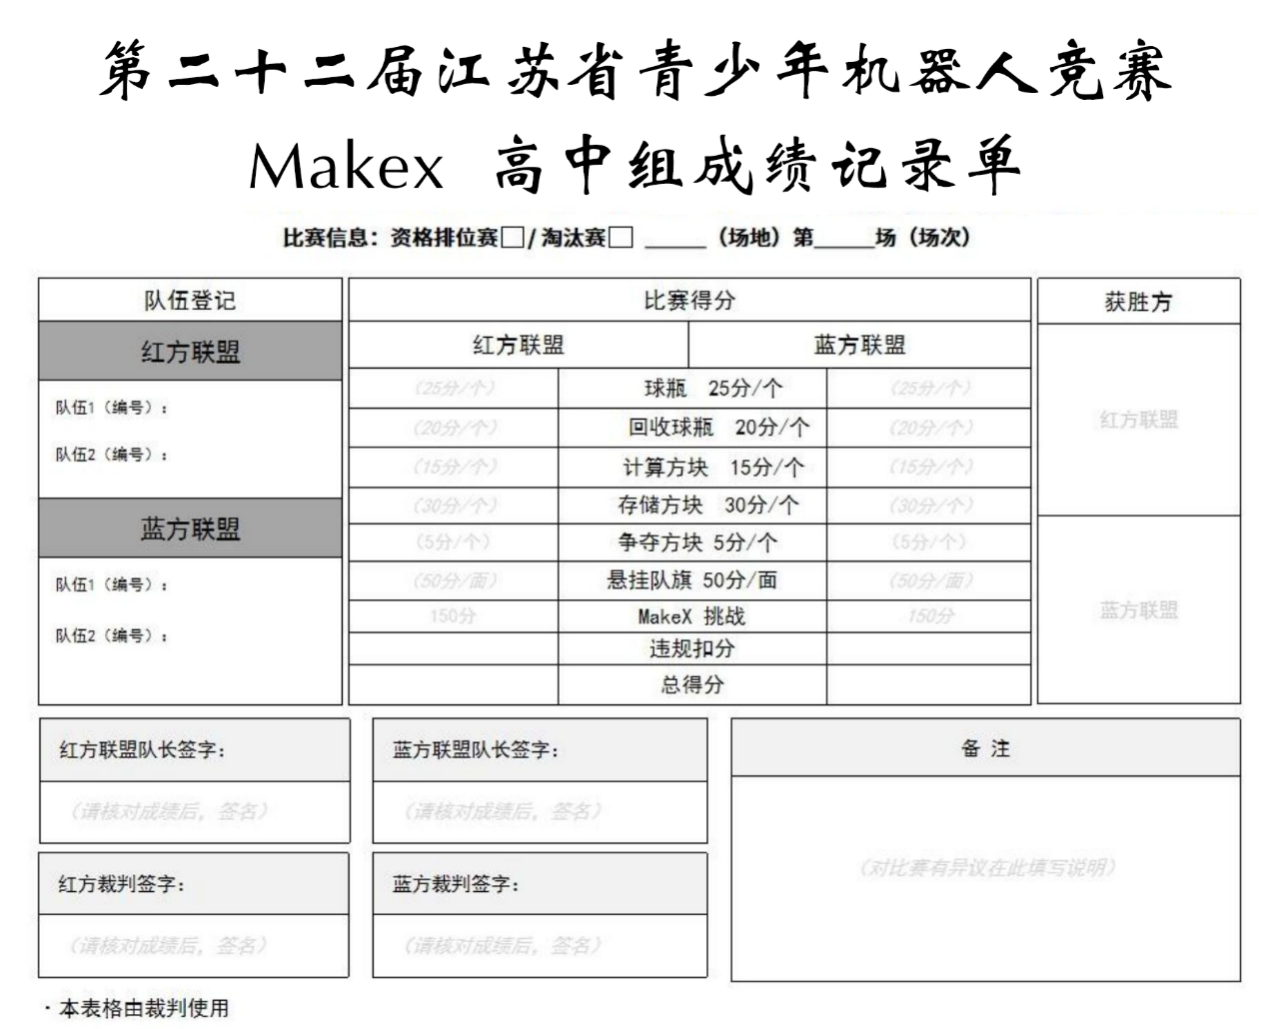 第二十二届江苏省青少年机器人竞赛
Makex 高中组成绩记录单
比赛信息：资格排位赛□/淘汰赛□ _____（场地）第_____场（场次）
队伍登记
红方联盟
队伍1（编号）：
队伍2（编号）：
蓝方联盟
队伍1（编号）：
队伍2（编号）：
比赛得分
红方联盟 蓝方联盟
（25分/个） 球瓶 25分/个 （25分/个）
（20分/个） 回收球瓶 20分/个 （20分/个）
（15分/个） 计算方块 15分/个 （15分/个）
（30分/个） 存储方块 30分/个 （30分/个）
（5分/个） 争夺方块 5分/个 （5分/个）
（50分/面） 悬挂队旗 50分/面 （50分/面）
150分 MakeX 挑战 150分
违规扣分
总得分
获胜方
红方联盟
蓝方联盟
红方联盟队长签字：
（请核对成绩后，签名）
蓝方联盟队长签字：
（请核对成绩后，签名）
备 注
（对比赛有异议在此填写说明）
红方裁判签字：
（请核对成绩后，签名）
蓝方裁判签字：
（请核对成绩后，签名）
·本表格由裁判使用